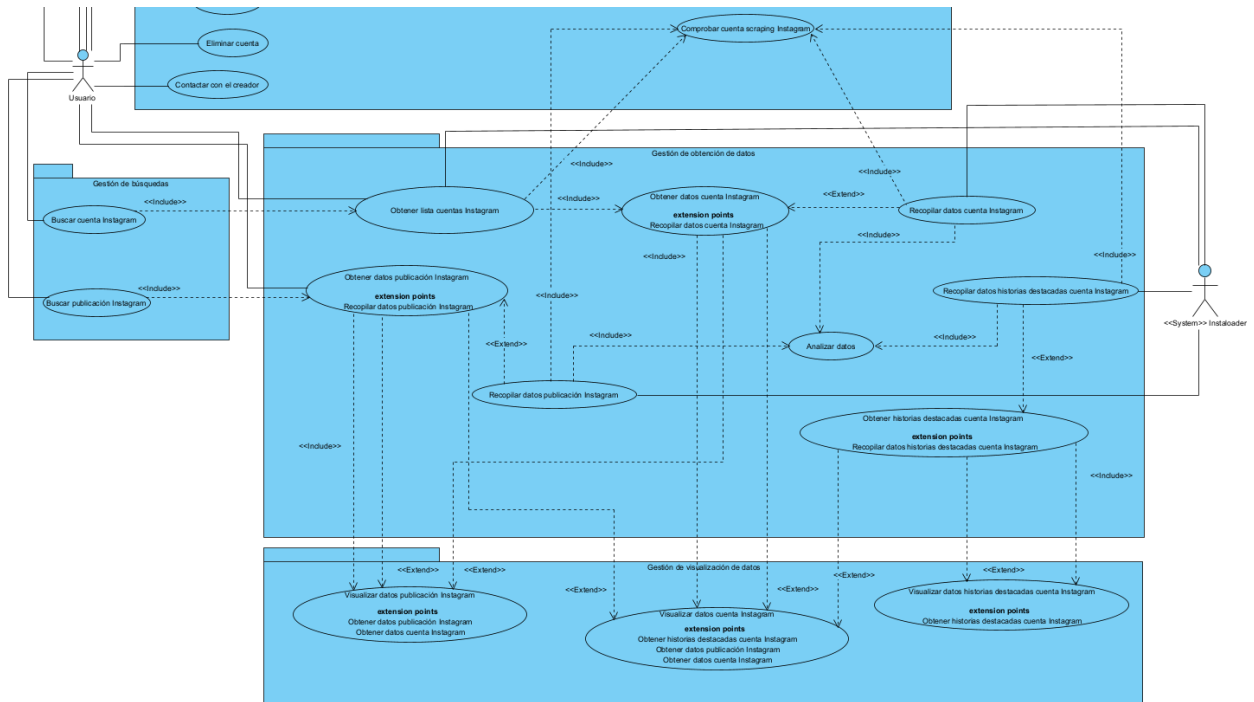 Comprobar cuenta scraping Instagram
Eliminar cuenta
Contactar con el creador
Usuario
Gestión de obtención de datos
<<Include>>
<<Include>>
Gestión de búsquedas
<<Include>>
Buscar cuenta Instagram
Obtener lista cuentas Instagram
<<Include>>
Obtener datos cuenta Instagram
extension points
Recopilar datos cuenta Instagram
<<Extend>>
Recopilar datos cuenta Instagram
<<Include>>
<<Include>>
<<Include>>
Obtener datos publicación Instagram
extension points
Recopilar datos publicación Instagram
<<Include>>
Buscar publicación Instagram
<<Include>>
Recopilar datos historias destacadas cuenta Instagram
<<System>> Instaloader
<<Extend>>
<<Include>>
Analizar datos
<<Include>>
<<Extend>>
Recopilar datos publicación Instagram
Obtener historias destacadas cuenta Instagram
extension points
Recopilar datos historias destacadas cuenta Instagram
<<Include>>
<<Include>>
Gestión de visualización de datos
<<Extend>>
<<Extend>>
<<Extend>>
<<Extend>>
<<Extend>>
Visualizar datos publicación Instagram
extension points
Obtener datos publicación Instagram
Obtener datos cuenta Instagram
Visualizar datos cuenta Instagram
extension points
Obtener historias destacadas cuenta Instagram
Obtener datos publicación Instagram
Obtener datos cuenta Instagram
Visualizar datos historias destacadas cuenta Instagram
extension points
Obtener historias destacadas cuenta Instagram